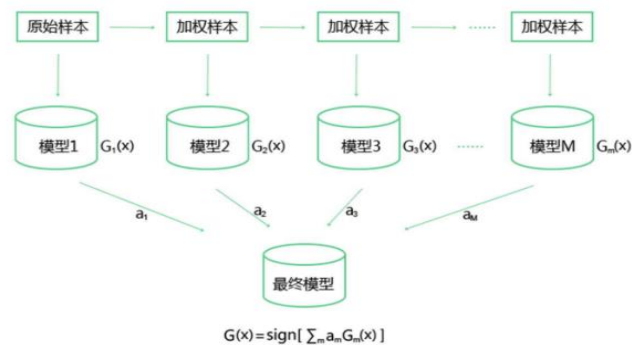 原始样本 加权样本 加权样本 ...... 加权样本
模型1 G₁(x) 模型2 G₂(x) 模型3 G₃(x) ...... 模型M Gₘ(x)
a₁ a₂ a₃ aₘ
最终模型
G(x)=sign[ ∑ₘaₘGₘ(x) ]